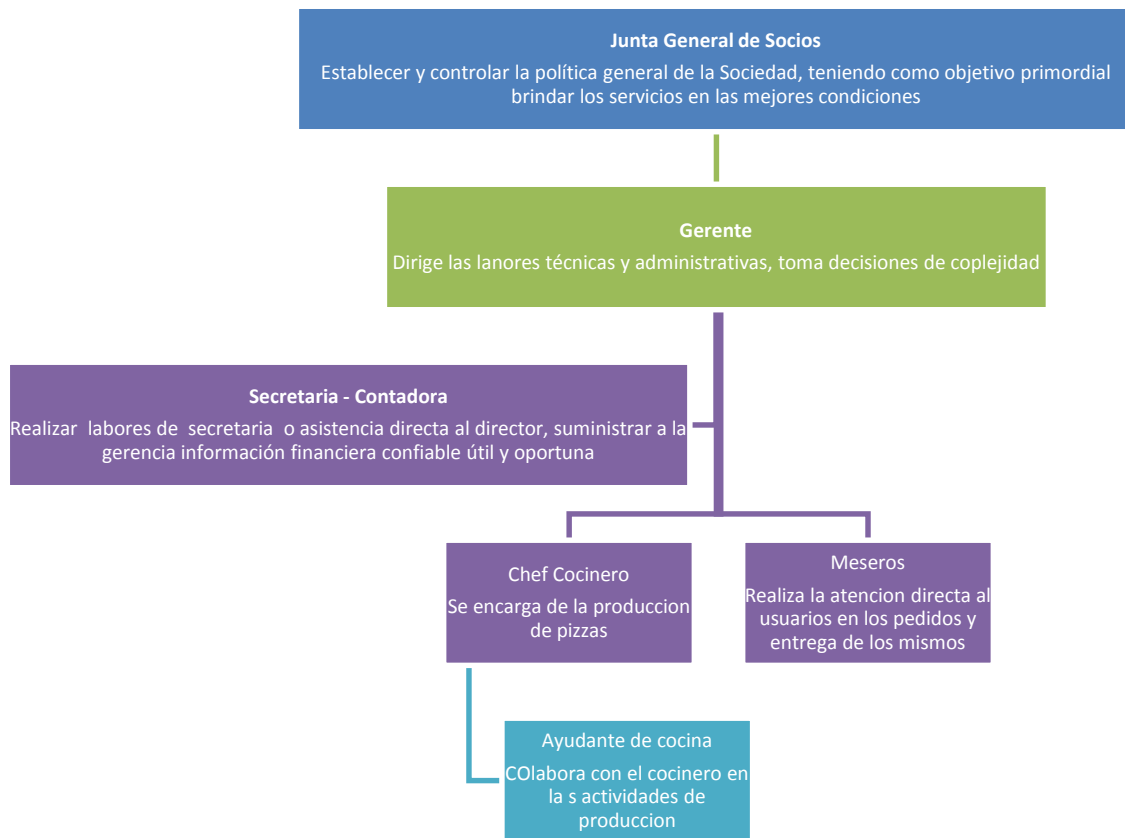 Junta General de Socios
Establecer y controlar la política general de la Sociedad, teniendo como objetivo primordial
brindar los servicios en las mejores condiciones
Gerente
Dirige las lanores técnicas y administrativas, toma decisiones de coplejidad
Secretaria - Contadora
Realizar labores de secretaria o asistencia directa al director, suministrar a la
gerencia información financiera confiable útil y oportuna
Chef Cocinero
Se encarga de la produccion
de pizzas
Meseros
Realiza la atencion directa al
usuarios en los pedidos y
entrega de los mismos
Ayudante de cocina
COlabora con el cocinero en
la s actividades de
produccion